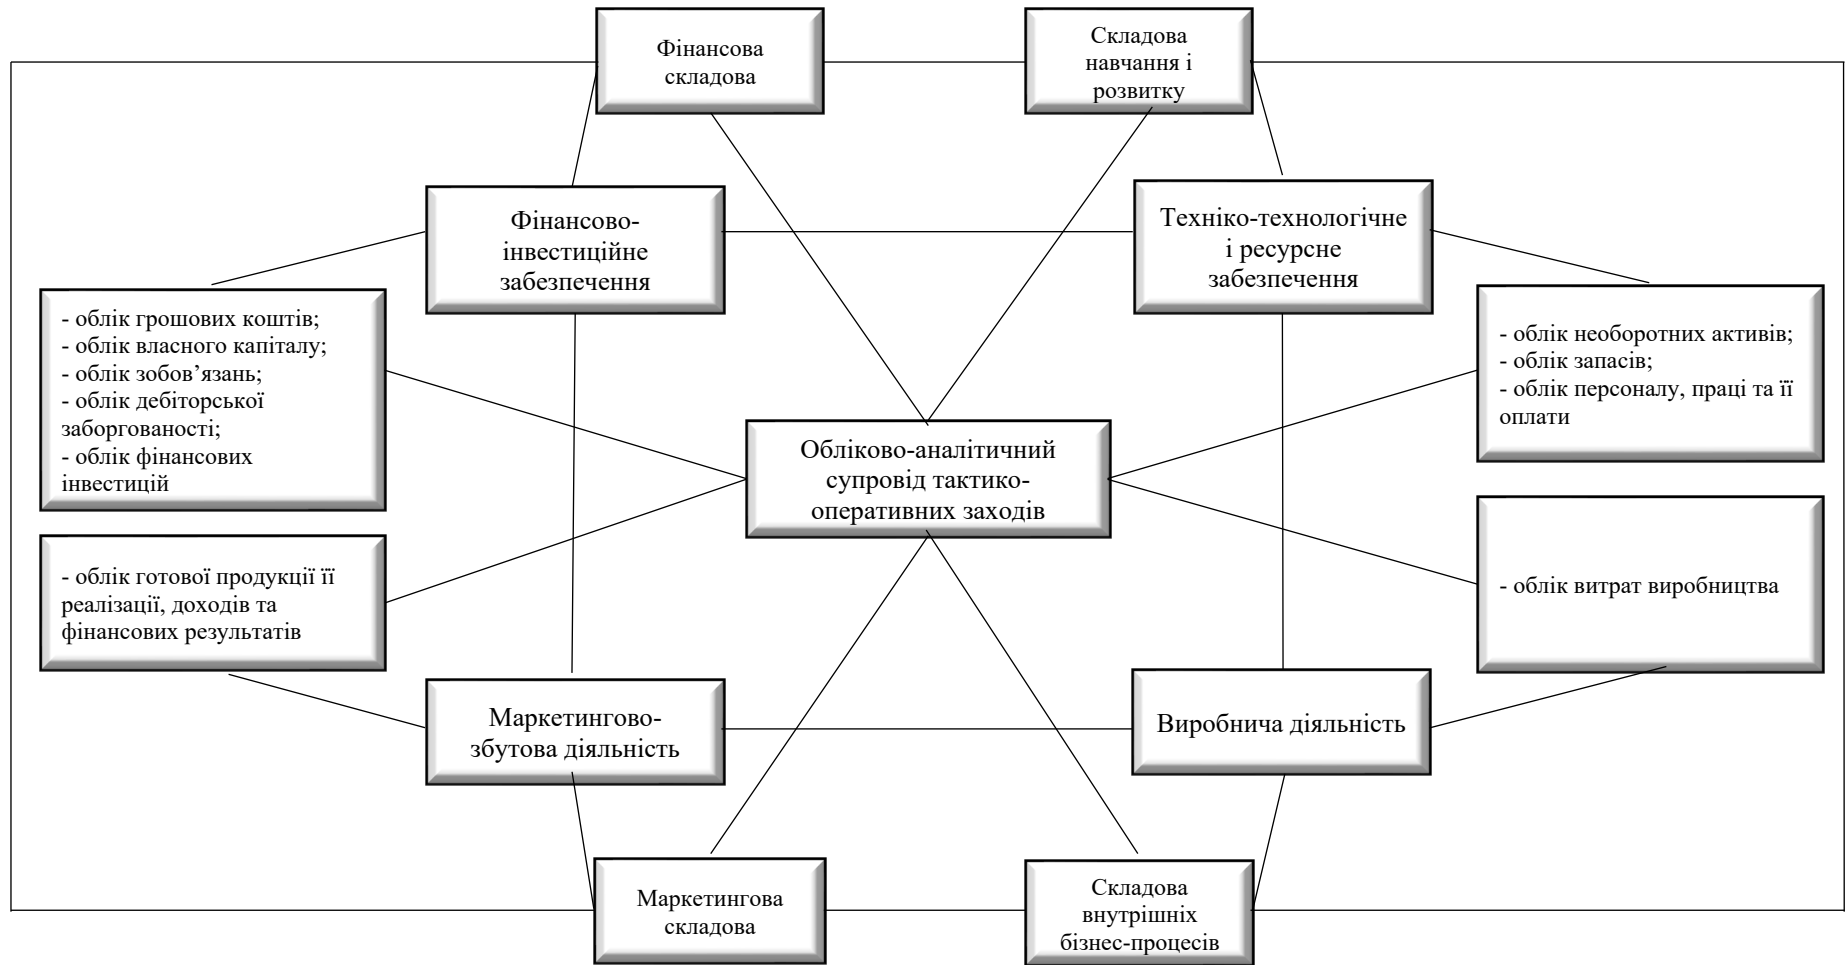 Фінансова
складова
Складова
навчання і
розвитку
Фінансово-
інвестиційне
забезпечення
Техніко-технологічне
і ресурсне
забезпечення
- облік грошових коштів;
- облік власного капіталу;
- облік зобов’язань;
- облік дебіторської
заборгованості;
- облік фінансових
інвестицій
- облік необоротних активів;
- облік запасів;
- облік персоналу, праці та її
оплати
Обліково-аналітичний
супровід тактико-
оперативних заходів
- облік готової продукції її
реалізації, доходів та
фінансових результатів
- облік витрат виробництва
Маркетингово-
збутова діяльність
Виробнича діяльність
Маркетингова
складова
Складова
внутрішніх
бізнес-процесів